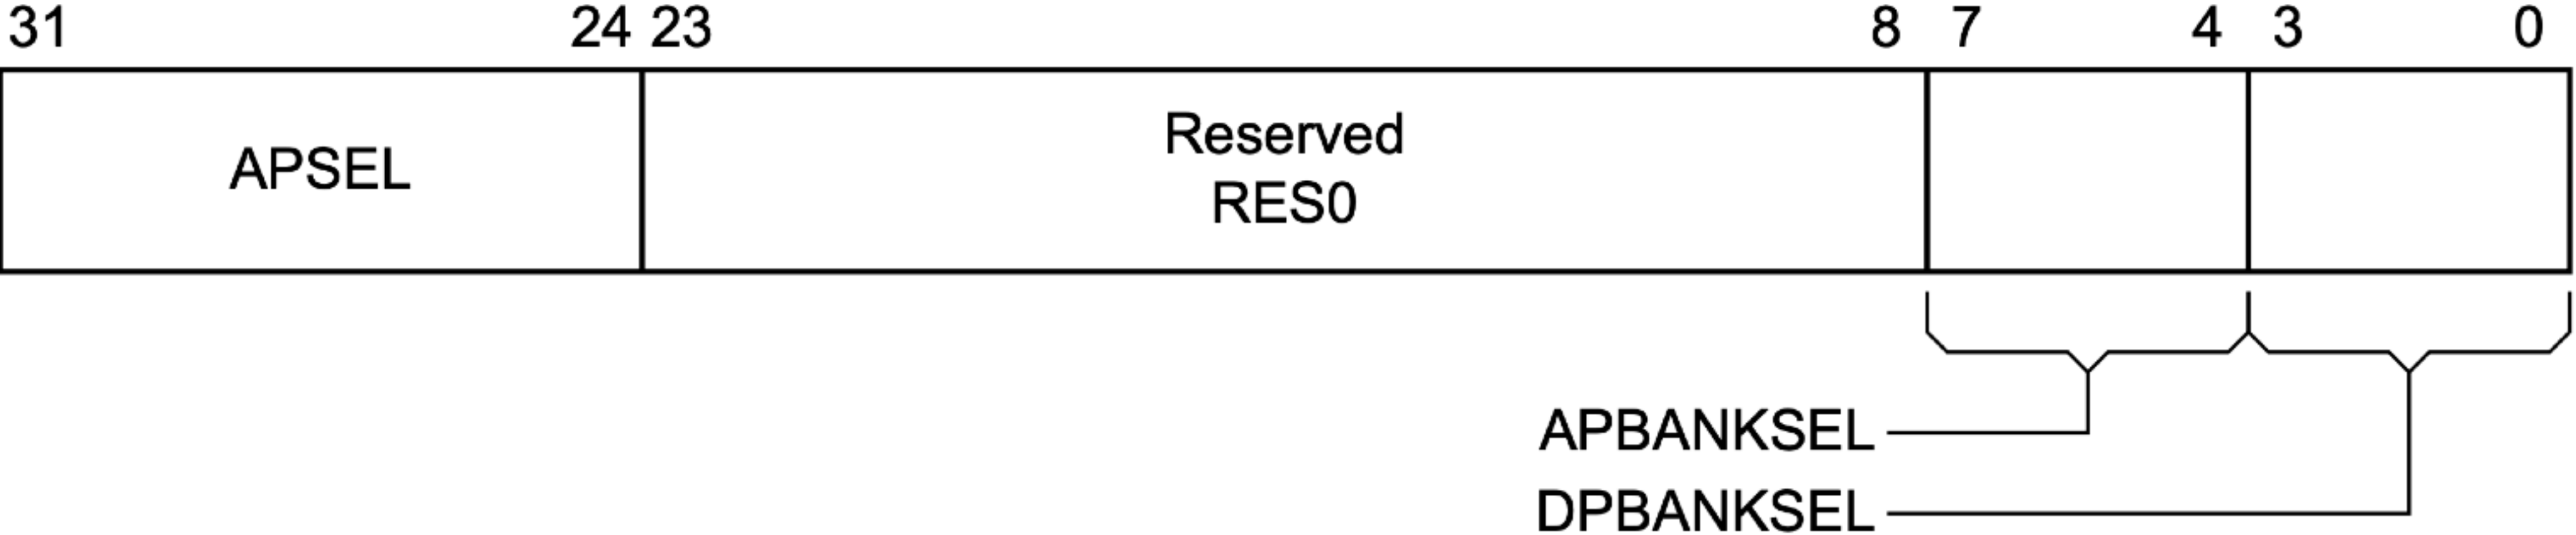 31 24 23 8 7 4 3 0
APSEL
Reserved
RES0
APBANKSEL
DPBANKSEL